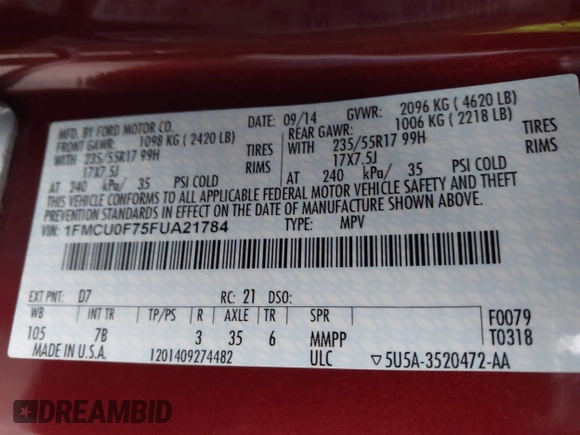 MFD. BY FORD MOTOR CO.
DATE: 09/14 GVWR: 2096 KG ( 4620 LB)
FRONT GAWR: 1098 KG ( 2420 LB) REAR GAWR: 1006 KG ( 2218 LB)
WITH 235/55R17 99H TIRES WITH 235/55R17 99H TIRES
17X7.5J RIMS 17X7.5J RIMS
AT 240 kPa/ 35 PSI COLD AT 240 kPa/ 35 PSI COLD
THIS VEHICLE CONFORMS TO ALL APPLICABLE FEDERAL MOTOR VEHICLE SAFETY AND THEFT
PREVENTION STANDARDS IN EFFECT ON THE DATE OF MANUFACTURE SHOWN ABOVE.
VIN: 1FMCU0F75FUA21784 TYPE: MPV
EXT PNT: D7 RC: 21 DSO:
WB INT TR TP/PS R AXLE TR SPR F0079
105 7B 3 35 6 MMPP T0318
MADE IN U.S.A. 1201409274482 ULC ▽5U5A-3520472-AA
DREAMBID